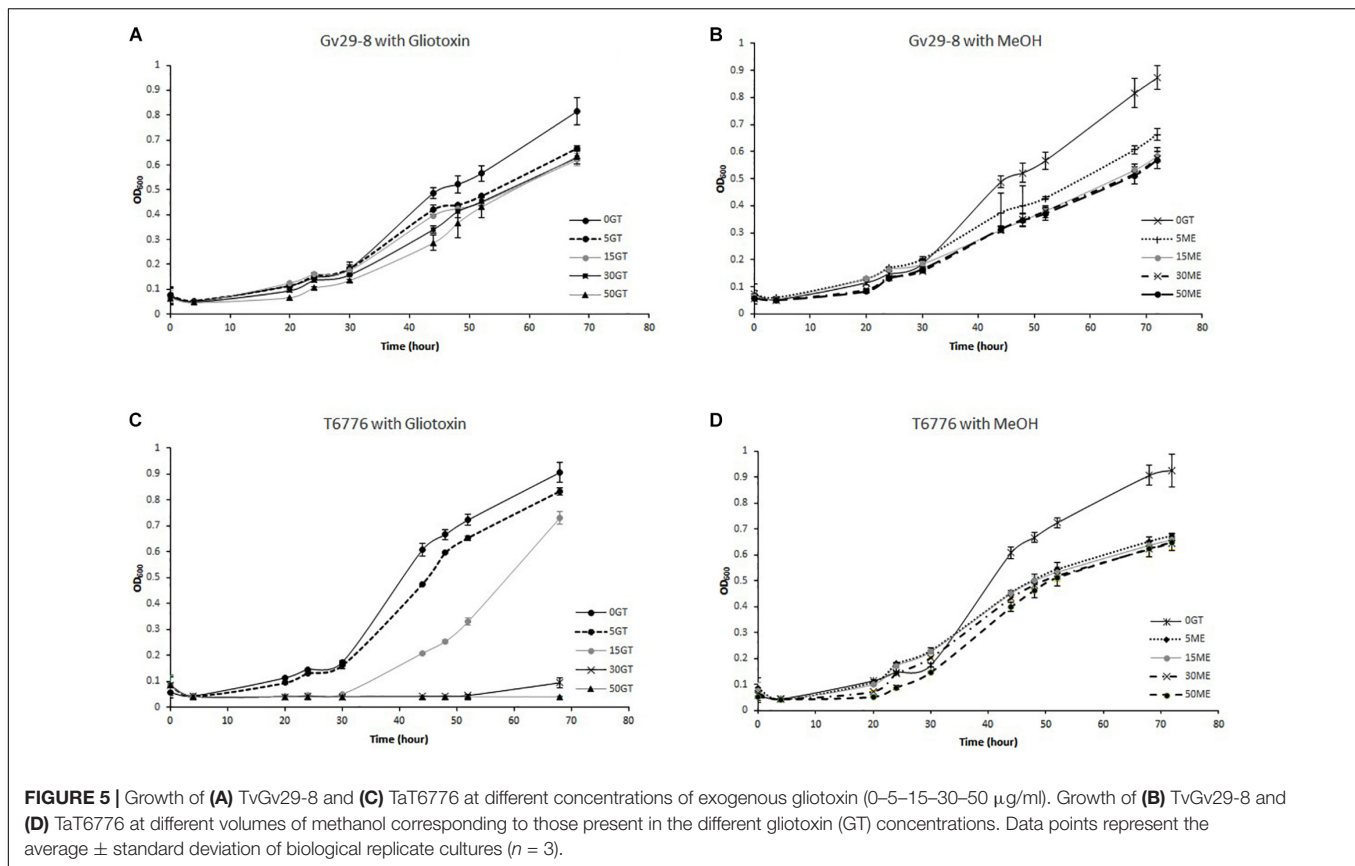 A
Gv29-8 with Gliotoxin
OD600
1
0.9
0.8
0.7
0.6
0.5
0.4
0.3
0.2
0.1
0
0 10 20 30 40 50 60 70 80
Time (hour)
0GT
5GT
15GT
30GT
50GT
B
Gv29-8 with MeOH
OD600
1
0.9
0.8
0.7
0.6
0.5
0.4
0.3
0.2
0.1
0
0 10 20 30 40 50 60 70 80
Time (hour)
0GT
5ME
15ME
30ME
50ME
C
T6776 with Gliotoxin
OD600
1
0.9
0.8
0.7
0.6
0.5
0.4
0.3
0.2
0.1
0
0 10 20 30 40 50 60 70 80
Time (hour)
0GT
5GT
15GT
30GT
50GT
D
T6776 with MeOH
OD600
1
0.9
0.8
0.7
0.6
0.5
0.4
0.3
0.2
0.1
0
0 10 20 30 40 50 60 70 80
Time (hour)
0GT
5ME
15ME
30ME
50ME
FIGURE 5 | Growth of (A) TvGv29-8 and (C) TaT6776 at different concentrations of exogenous gliotoxin (0–5–15–30–50 μg/ml). Growth of (B) TvGv29-8 and
(D) TaT6776 at different volumes of methanol corresponding to those present in the different gliotoxin (GT) concentrations. Data points represent the
average ± standard deviation of biological replicate cultures (n = 3).